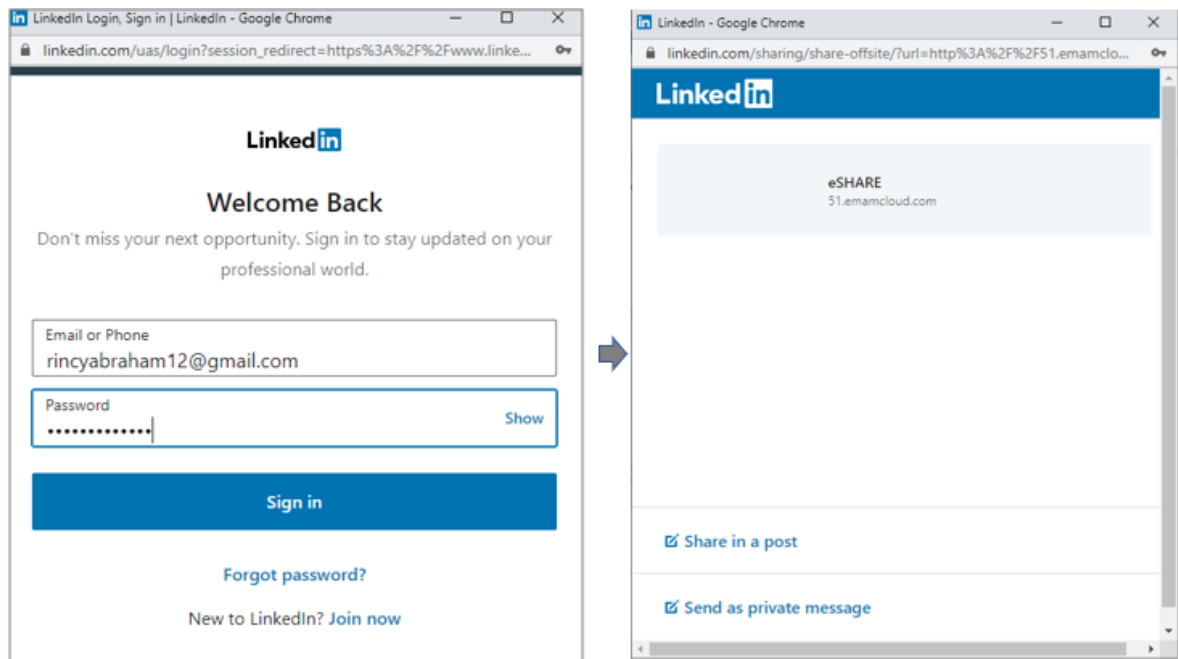 LinkedIn Login, Sign in | LinkedIn - Google Chrome
linkedin.com/uas/login?session_redirect=https%3A%2F%2Fwww.linke...
Linked in
Welcome Back
Don't miss your next opportunity. Sign in to stay updated on your
professional world.
Email or Phone
rincyabraham12@gmail.com
Password
Show
Sign in
Forgot password?
New to LinkedIn? Join now
LinkedIn - Google Chrome
linkedin.com/sharing/share-offsite/?url=http%3A%2F%2F51.emamclo...
Linked in
eSHARE
51.emamcloud.com
Share in a post
Send as private message